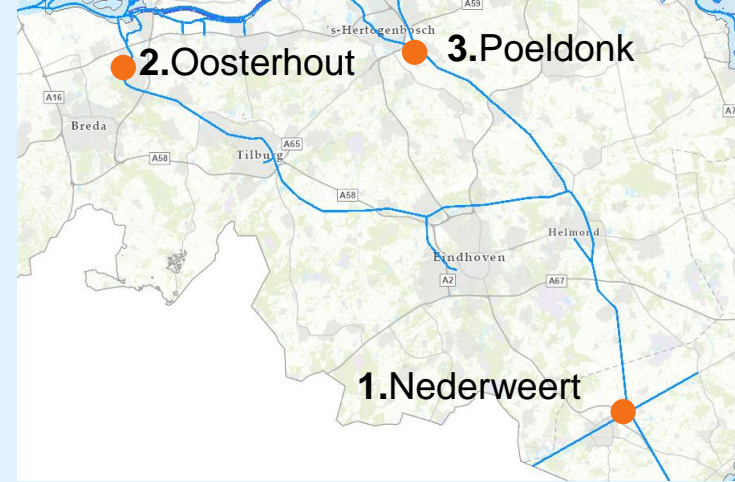 A59
's-Hertogenbosch
3.Poeldonk
2.Oosterhout
A16
Breda
A65
A58
Tilburg
A58
Helmond
Eindhoven
A2
A67
1.Nederweert